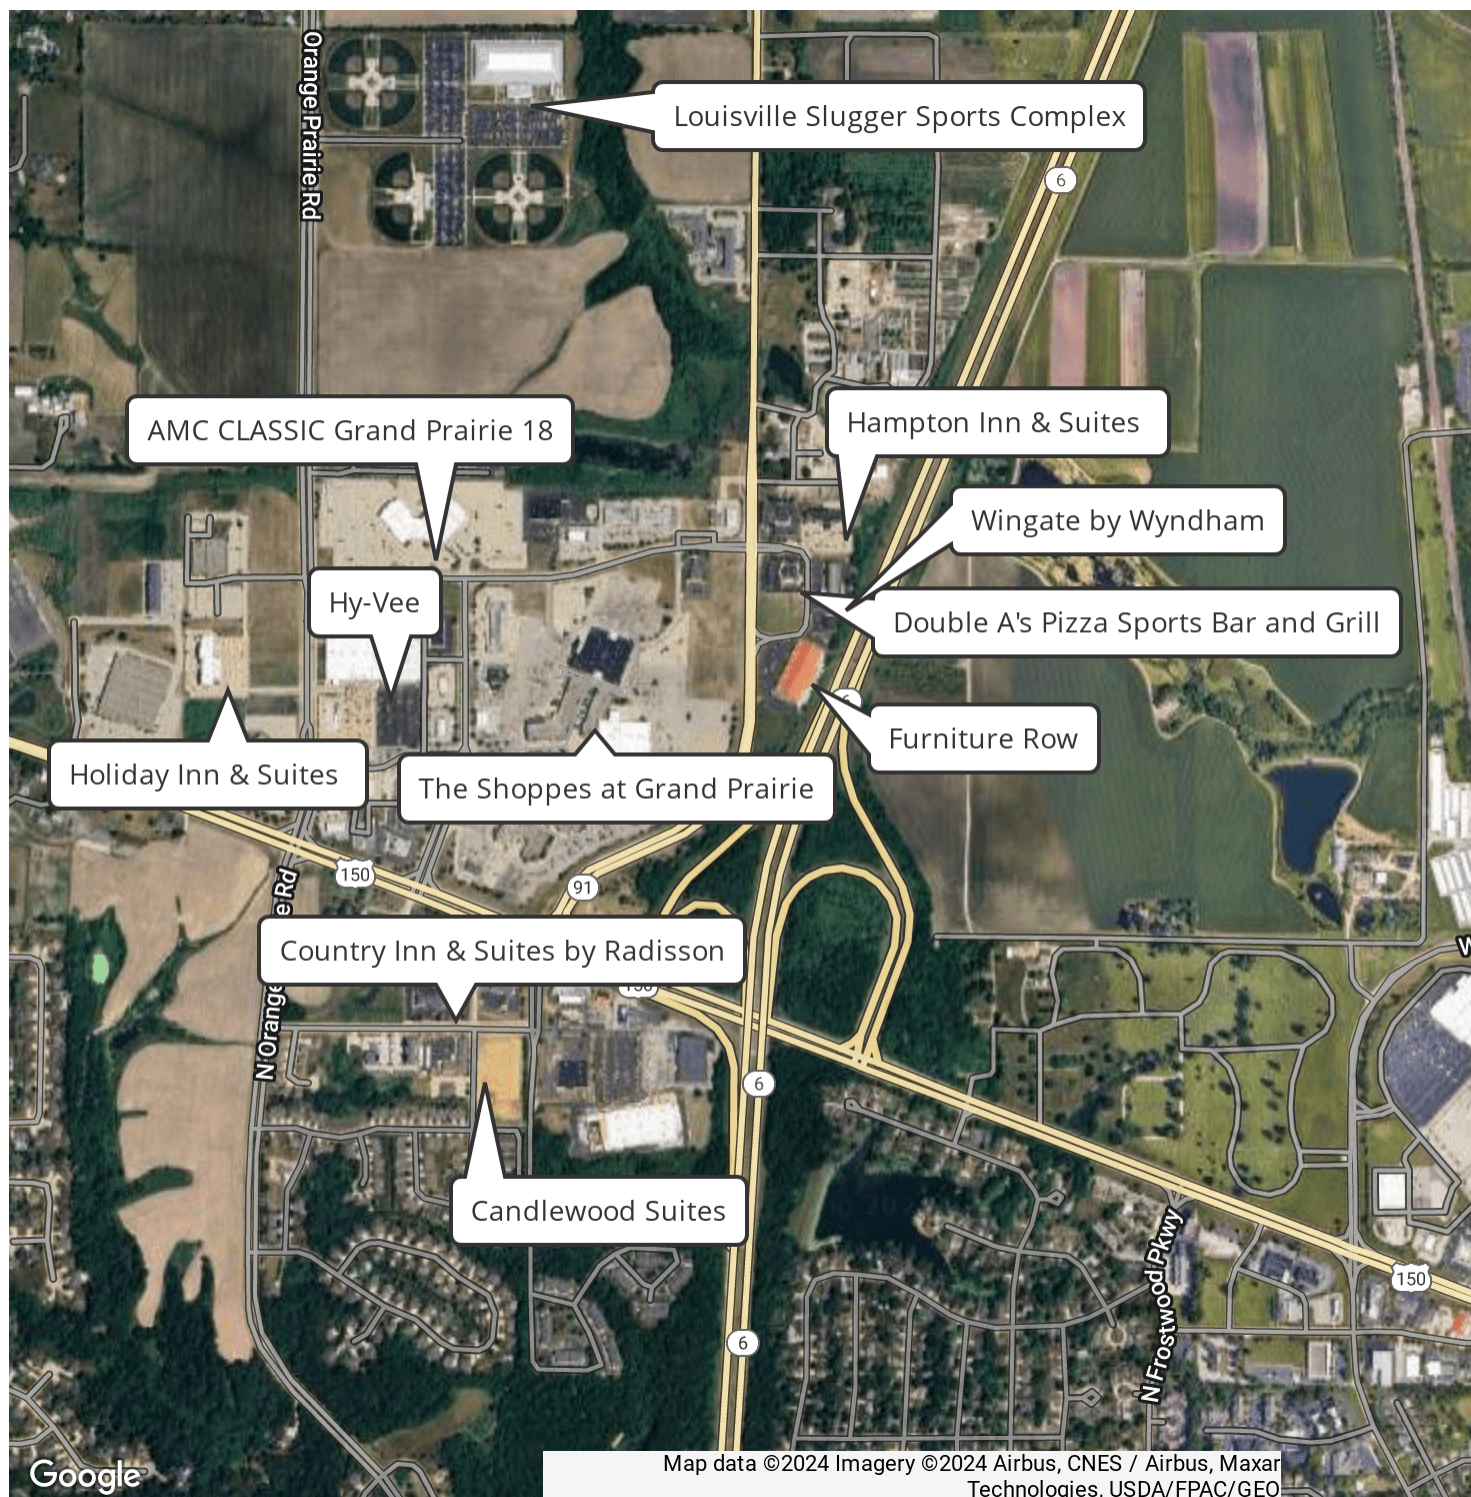 Orange Prairie Rd
Louisville Slugger Sports Complex
6
AMC CLASSIC Grand Prairie 18
Hampton Inn & Suites
Wingate by Wyndham
Hy-Vee
Double A's Pizza Sports Bar and Grill
6
Furniture Row
Holiday Inn & Suites
The Shoppes at Grand Prairie
150
91
Country Inn & Suites by Radisson
W
150
N Orange
e Rd
6
Candlewood Suites
N Frostwood Pkwy
150
6
Google
Map data ©2024 Imagery ©2024 Airbus, CNES / Airbus, Maxar
Technologies, USDA/FPAC/GEO